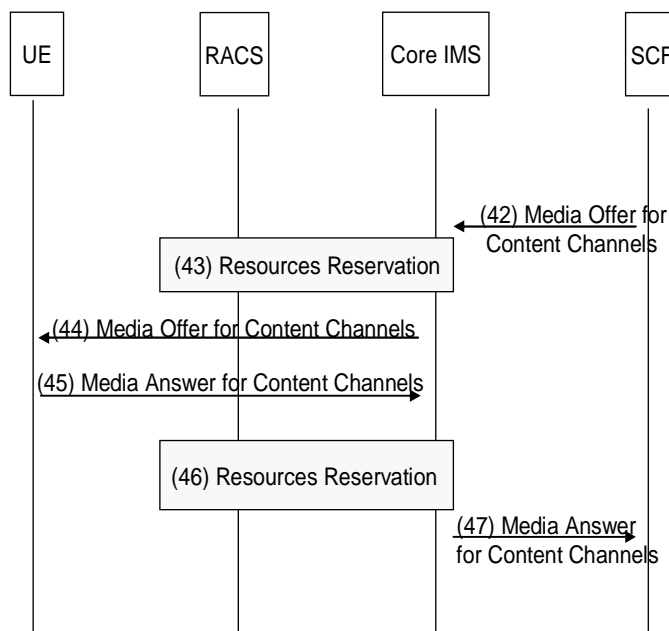 UE
RACS
Core IMS
SCF
(42) Media Offer for
Content Channels
(43) Resources Reservation
(44) Media Offer for Content Channels
(45) Media Answer for Content Channels
(46) Resources Reservation
(47) Media Answer
for Content Channels